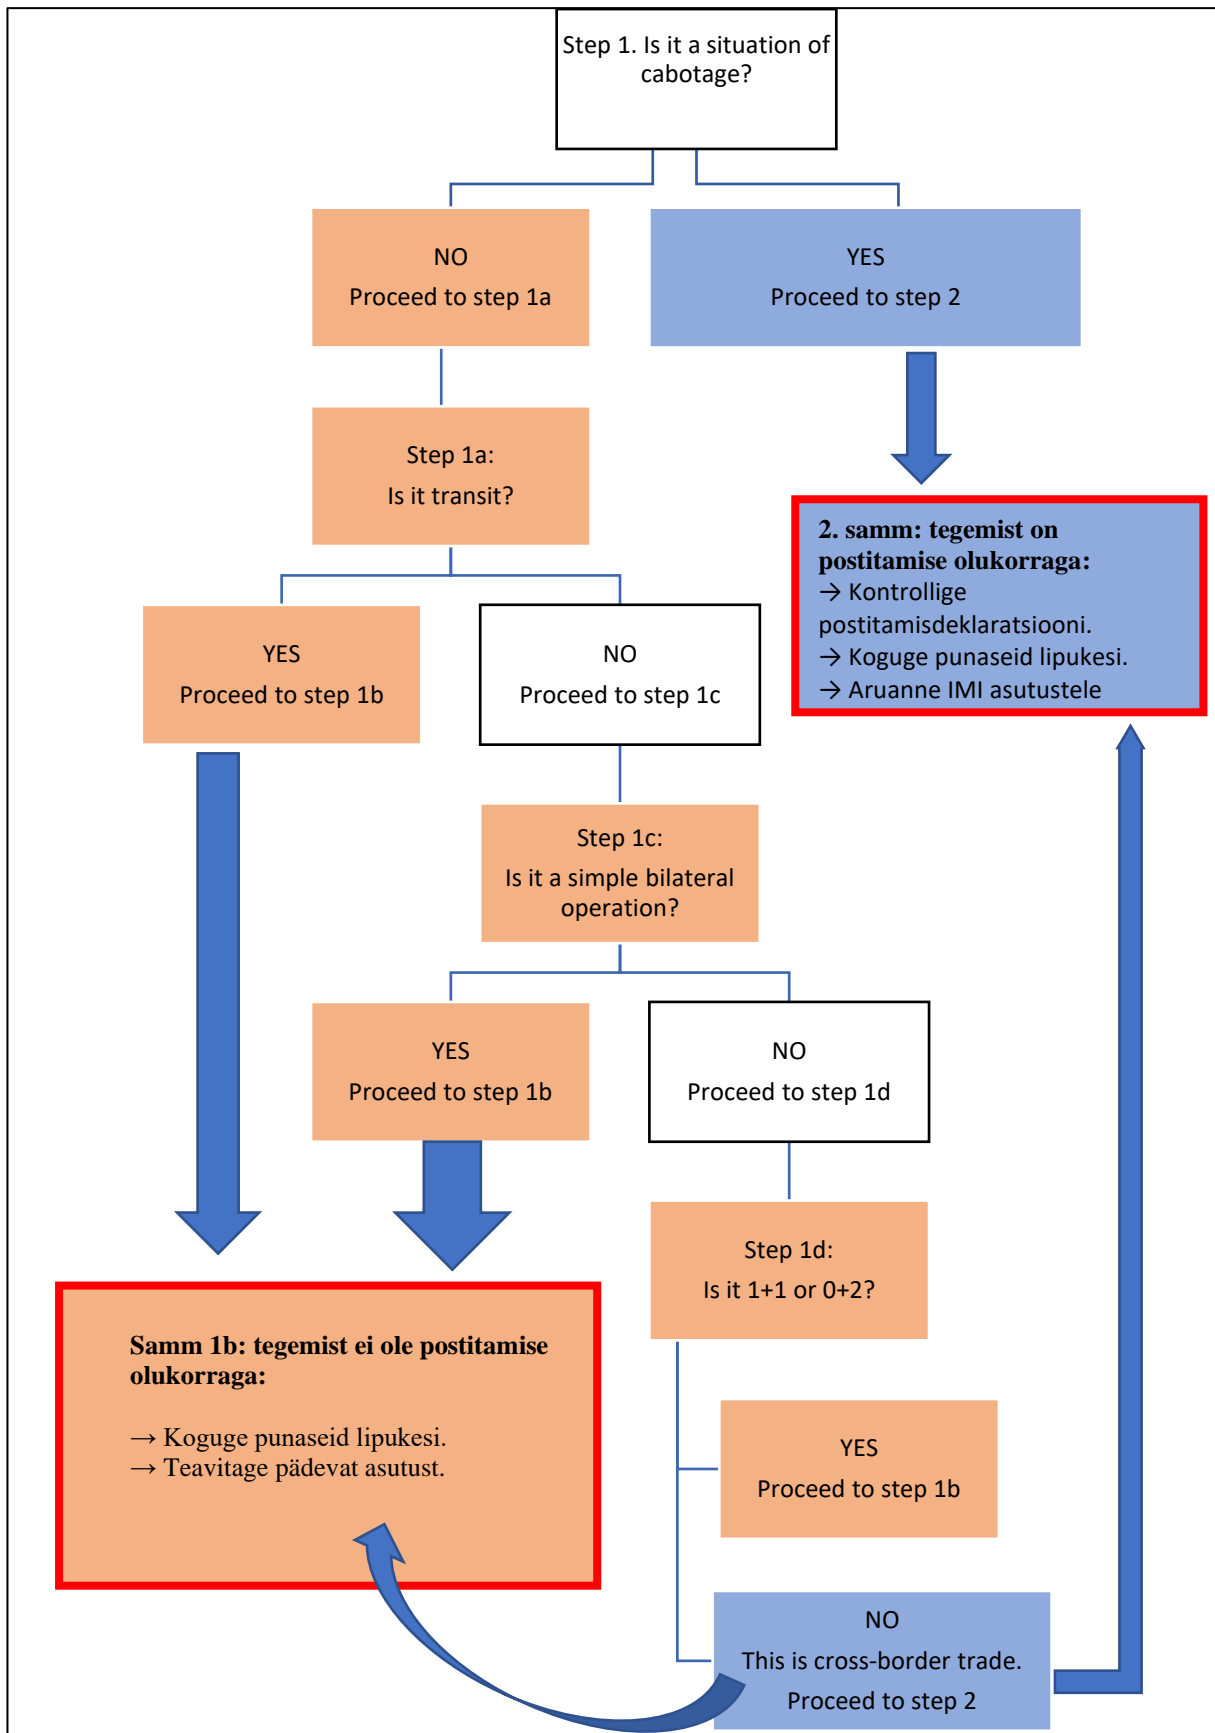 Step 1. Is it a situation of
cabotage?
NO
Proceed to step 1a
YES
Proceed to step 2
Step 1a:
Is it transit?
2. samm: tegemist on
postitamise olukorraga:
→ Kontrollige
postitamisdeklaratsiooni.
→ Koguge punaseid lipukesi.
→ Aruanne IMI asutustele
YES
Proceed to step 1b
NO
Proceed to step 1c
Step 1c:
Is it a simple bilateral
operation?
YES
Proceed to step 1b
NO
Proceed to step 1d
Step 1d:
Is it 1+1 or 0+2?
Samm 1b: tegemist ei ole postitamise
olukorraga:
→ Koguge punaseid lipukesi.
→ Teavitage pädevat asutust.
YES
Proceed to step 1b
NO
This is cross-border trade.
Proceed to step 2